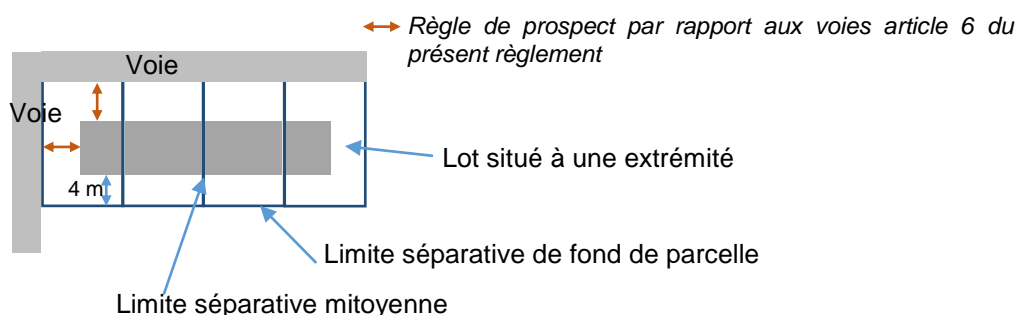 Règle de prospect par rapport aux voies article 6 du
présent règlement
Voie
Voie
Lot situé à une extrémité
4 m
Limite séparative de fond de parcelle
Limite séparative mitoyenne